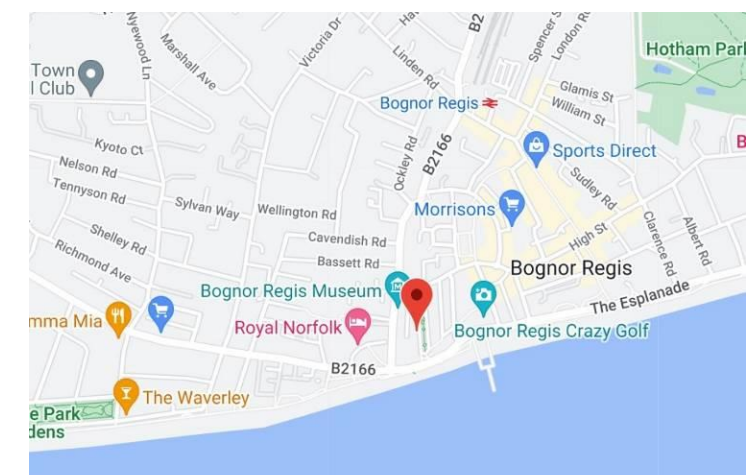 Nyewood Ln
Marshall Ave
Victoria Dr
Linden Rd
B2
Spencer S
London Rd
Hotham Park
Town
l Club
Bognor Regis
Glamis St
William St
Kyoto Ct
Ockley Rd
B2166
Sports Direct
B
Nelson Rd
Tennyson Rd
Sylvan Way
Wellington Rd
Morrisons
Sudley Rd
Shelley Rd
Cavendish Rd
High St
Clarence Rd
Albert Rd
Richmond Ave
Bassett Rd
Bognor Regis
Bognor Regis Museum
The Esplanade
mma Mia
Royal Norfolk
Bognor Regis Crazy Golf
B2166
The Waverley
e Park
dens